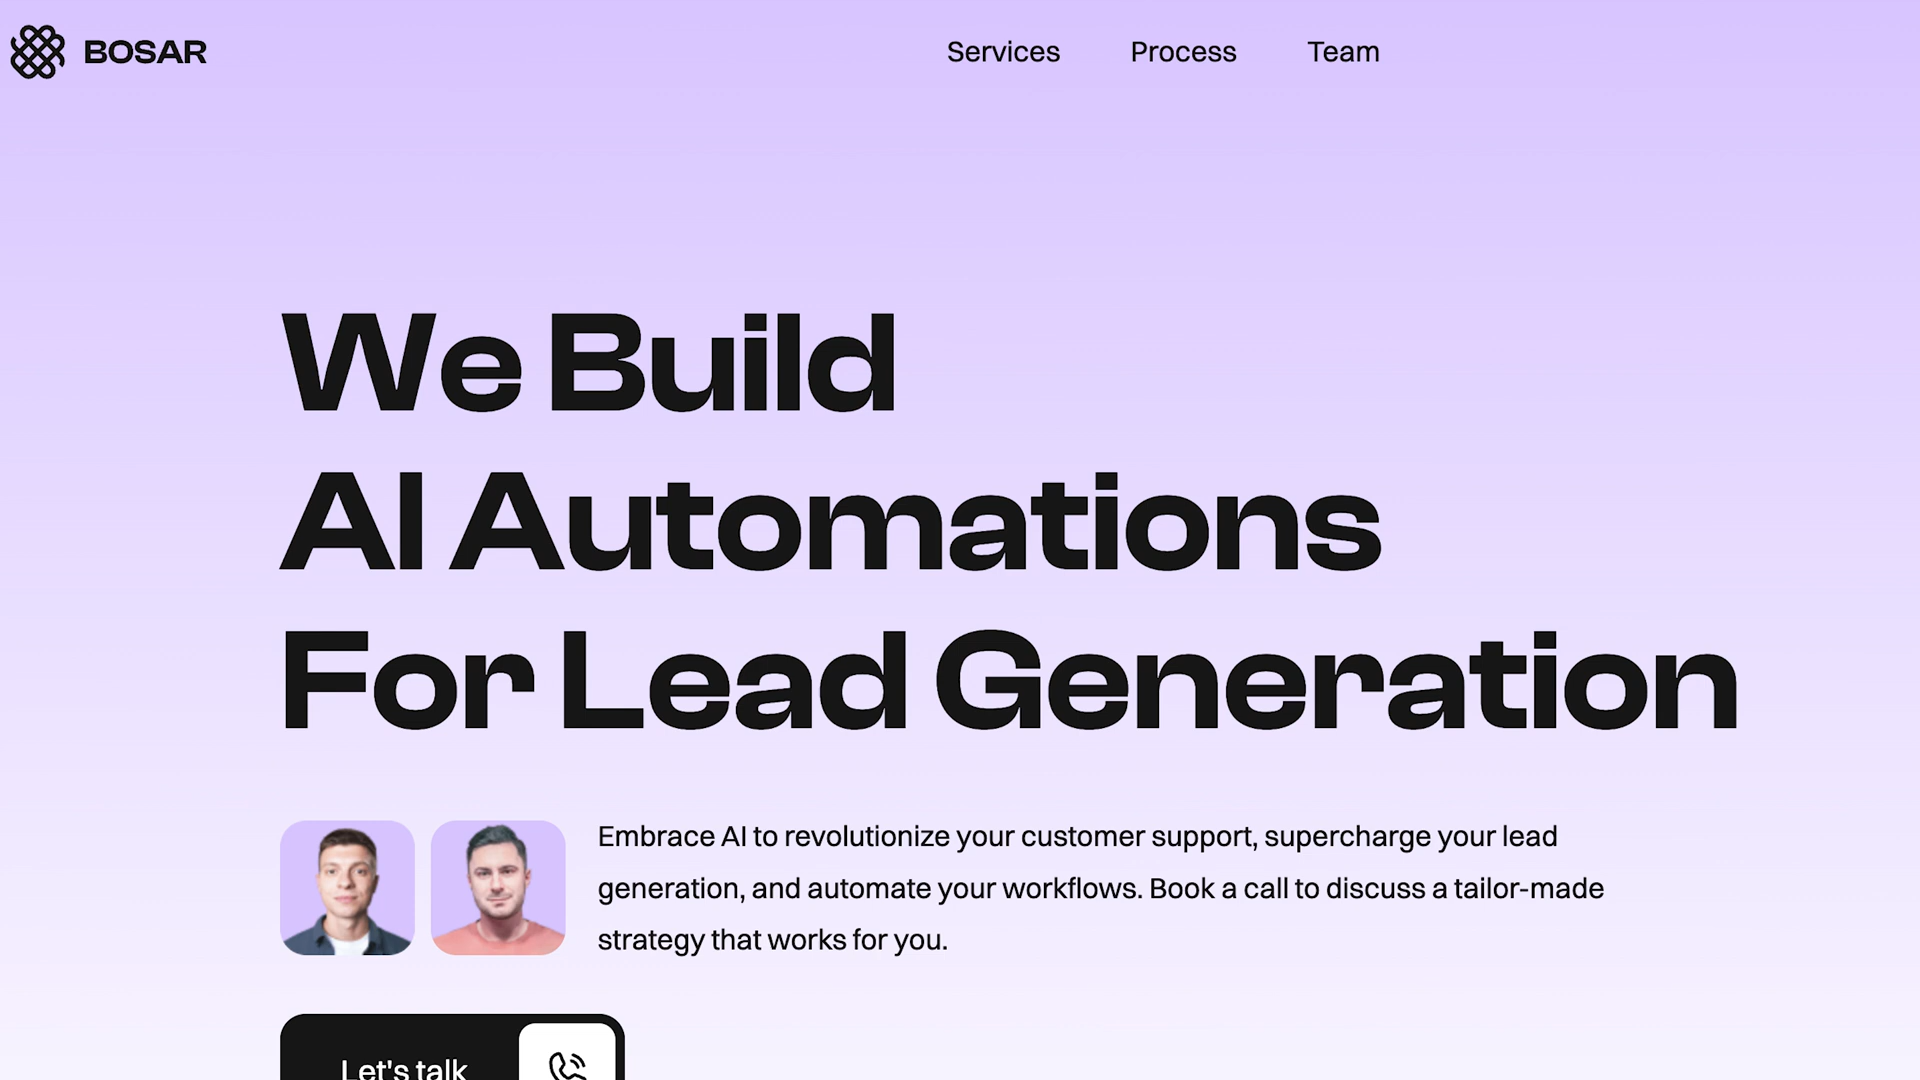 BOSAR
Services Process Team
We Build
AI Automations
For Lead Generation
Embrace AI to revolutionize your customer support, supercharge your lead
generation, and automate your workflows. Book a call to discuss a tailor-made
strategy that works for you.
Let's talk